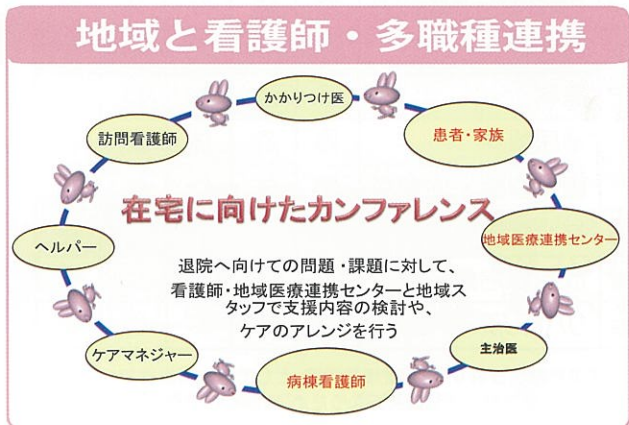 地域と看護師・多職種連携
かかりつけ医
訪問看護師
患者・家族
在宅に向けたカンファレンス
ヘルパー
地域医療連携センター
退院へ向けての問題・課題に対して、
看護師・地域医療連携センターと地域ス
タッフで支援内容の検討や、
ケアのアレンジを行う
ケアマネジャー
主治医
病棟看護師